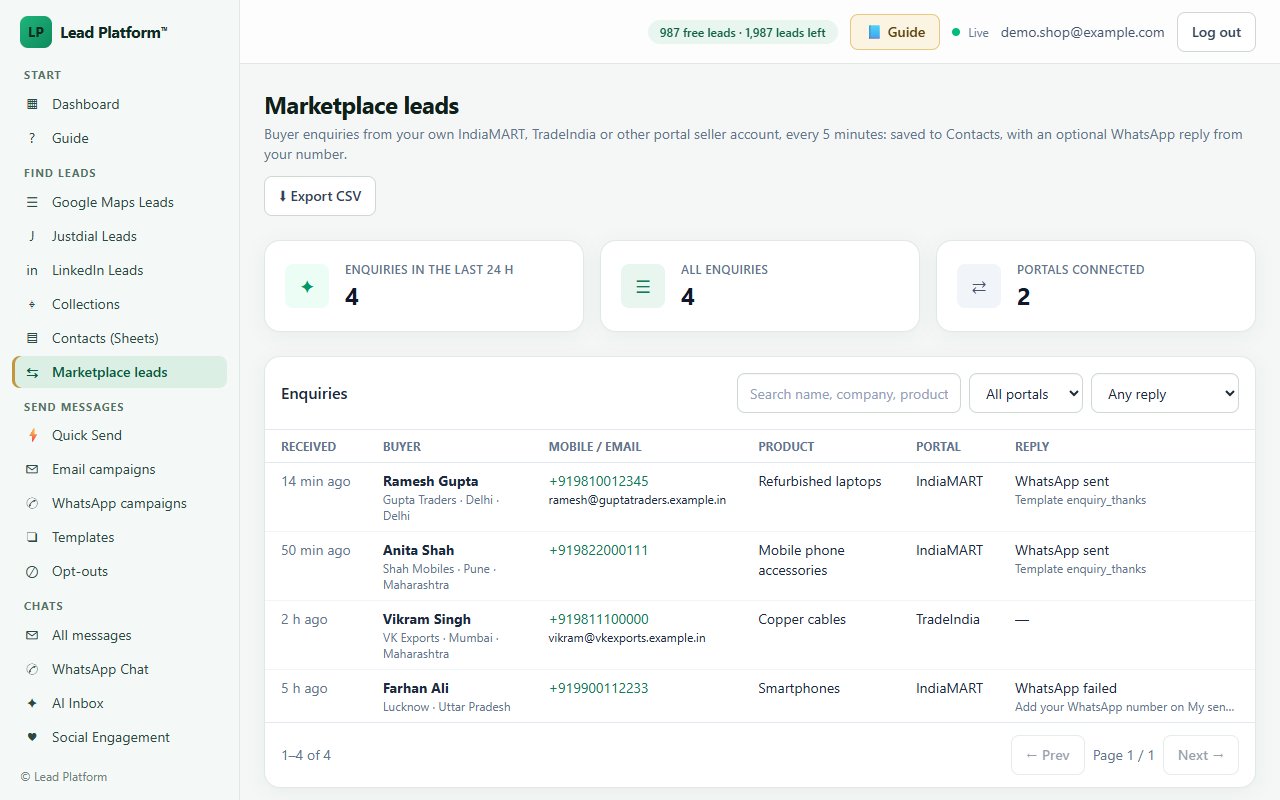 LP Lead Platform™
START
Dashboard
? Guide
FIND LEADS
Google Maps Leads
J Justdial Leads
in LinkedIn Leads
Collections
Contacts (Sheets)
Marketplace leads
SEND MESSAGES
Quick Send
Email campaigns
WhatsApp campaigns
Templates
Opt-outs
CHATS
All messages
WhatsApp Chat
AI Inbox
Social Engagement
© Lead Platform
987 free leads · 1,987 leads left
Guide
Live
demo.shop@example.com
Log out
Marketplace leads
Buyer enquiries from your own IndiaMART, TradeIndia or other portal seller account, every 5 minutes: saved to Contacts, with an optional WhatsApp reply from
your number.
⬇ Export CSV
ENQUIRIES IN THE LAST 24 H
4
ALL ENQUIRIES
4
PORTALS CONNECTED
2
Enquiries
Search name, company, product
All portals
Any reply
RECEIVED BUYER MOBILE / EMAIL PRODUCT PORTAL REPLY
14 min ago Ramesh Gupta +919810012345 Refurbished laptops IndiaMART WhatsApp sent
Gupta Traders · Delhi · ramesh@guptatraders.example.in Template enquiry_thanks
Delhi
50 min ago Anita Shah +919822000111 Mobile phone IndiaMART WhatsApp sent
Shah Mobiles · Pune · accessories Template enquiry_thanks
Maharashtra
2 h ago Vikram Singh +919811100000 Copper cables TradeIndia —
VK Exports · Mumbai · vikram@vkexports.example.in
Maharashtra
5 h ago Farhan Ali +919900112233 Smartphones IndiaMART WhatsApp failed
Lucknow · Uttar Pradesh Add your WhatsApp number on My sen...
1–4 of 4
← Prev Page 1 / 1 Next →